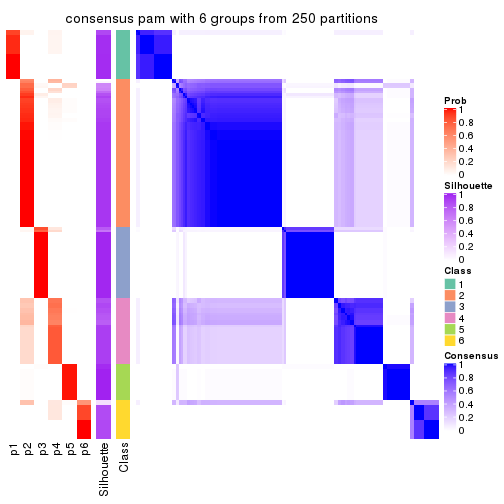 consensus pam with 6 groups from 250 partitions
Prob
1
0.8
0.6
0.4
0.2
0
Silhouette
1
0.8
0.6
0.4
0.2
0
Class
1
2
3
4
5
6
Consensus
1
0.8
0.6
0.4
0.2
0
p1
p2
p3
p4
p5
p6
Silhouette
Class